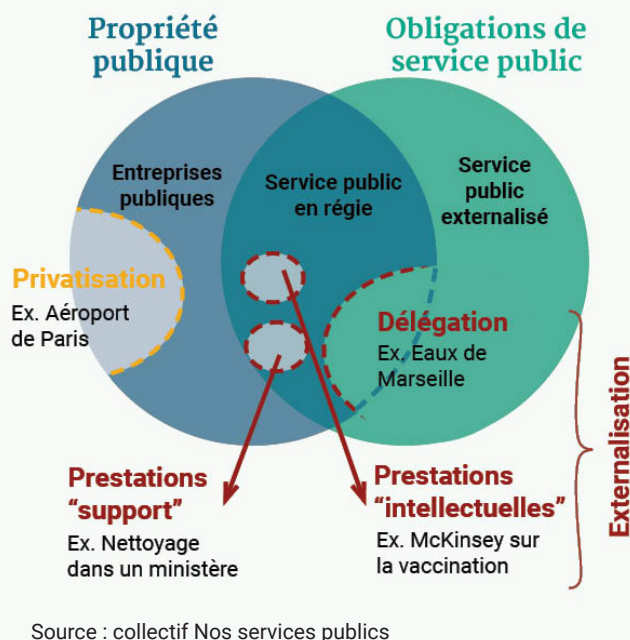 Propriété
publique
Obligations de
service public
Entreprises
publiques
Service public
en régie
Service
public
externalisé
Privatisation
Ex. Aéroport
de Paris
Délégation
Ex. Eaux de
Marseille
Prestations
“support”
Ex. Nettoyage
dans un ministère
Prestations
“intellectuelles”
Ex. McKinsey sur
la vaccination
Externalisation
Source : collectif Nos services publics